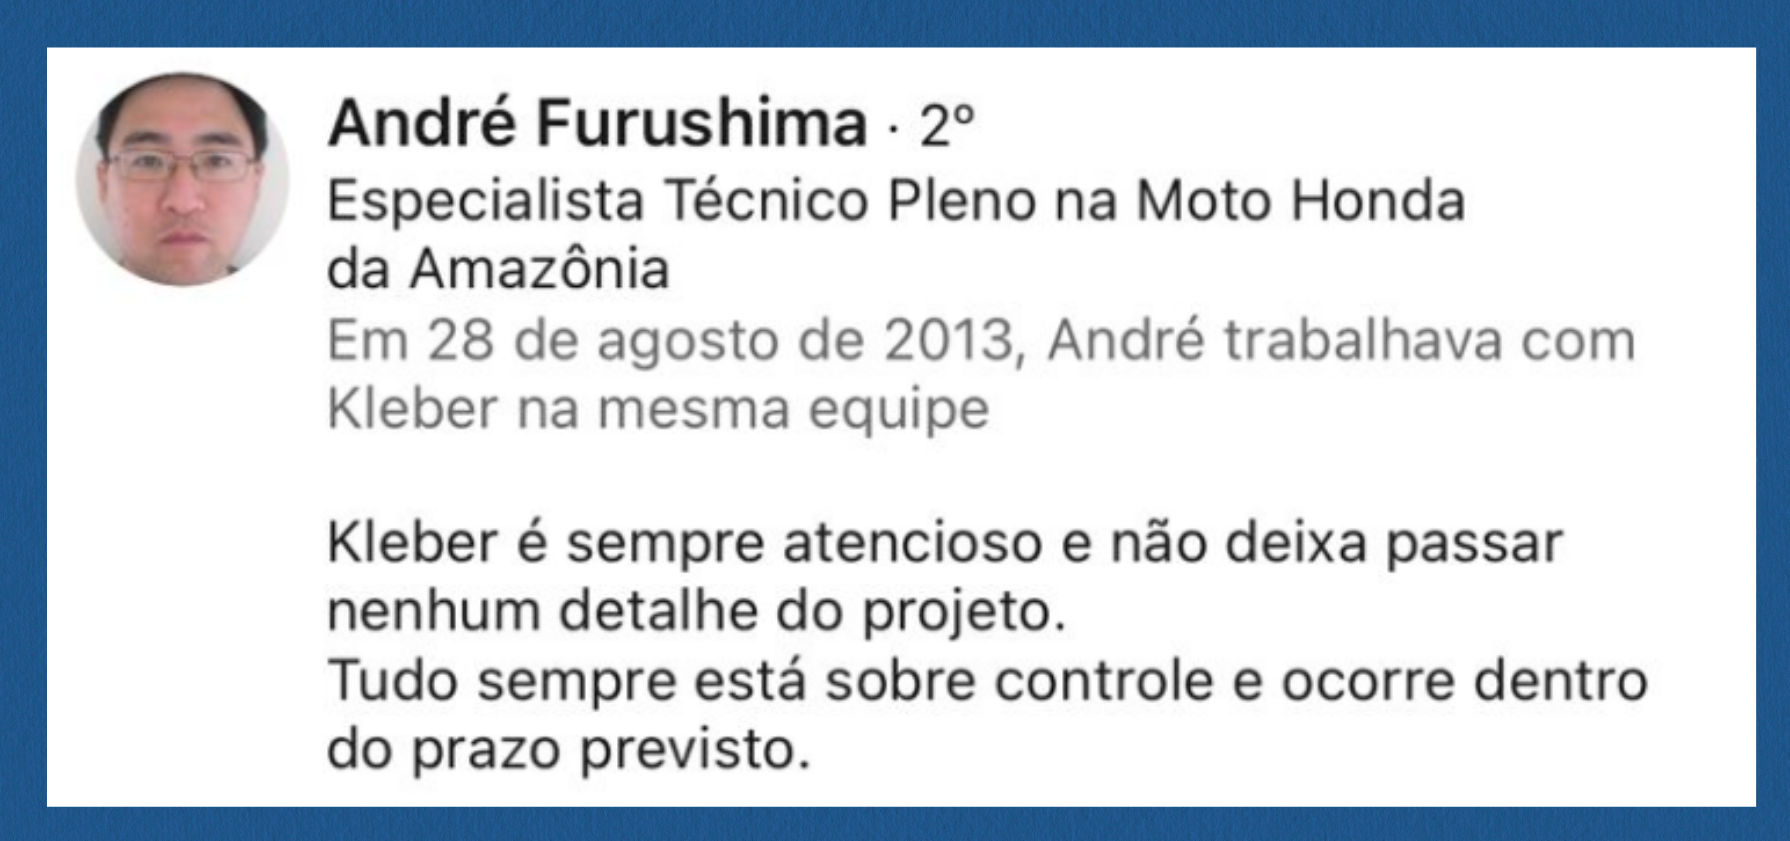 André Furushima · 2º
Especialista Técnico Pleno na Moto Honda
da Amazônia
Em 28 de agosto de 2013, André trabalhava com
Kleber na mesma equipe
Kleber é sempre atencioso e não deixa passar
nenhum detalhe do projeto.
Tudo sempre está sobre controle e ocorre dentro
do prazo previsto.